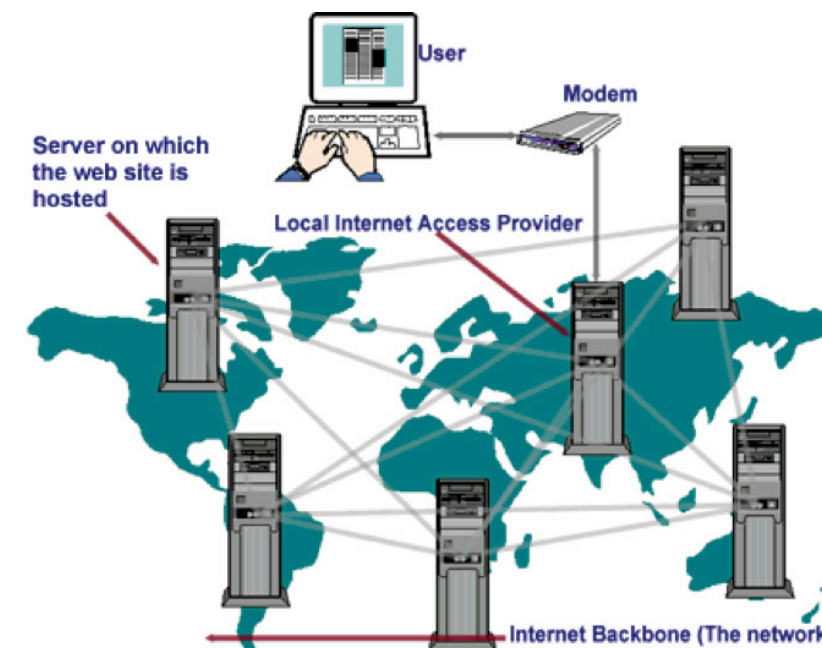 User
Modem
Server on which
the web site is
hosted
Local Internet Access Provider
Internet Backbone (The network